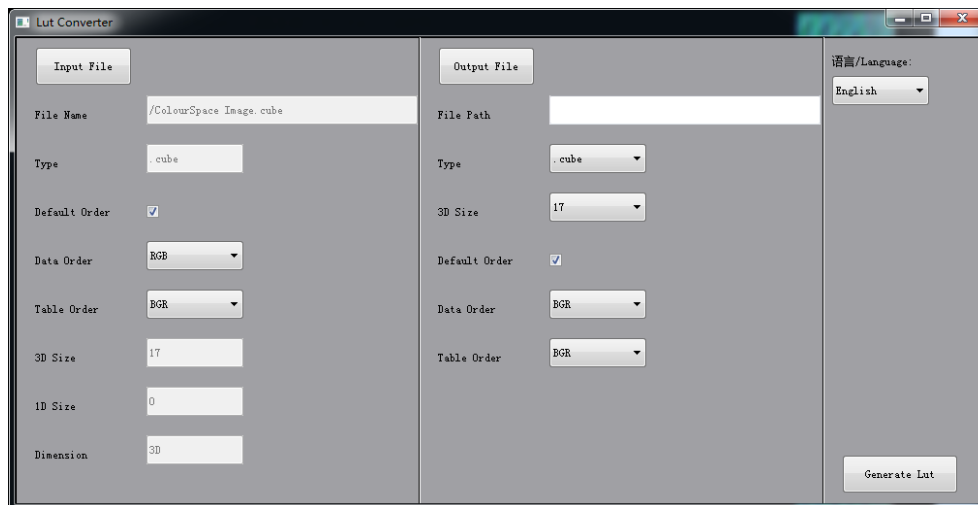 Lut Converter
Input File
File Name
/ColourSpace Image.cube
Type
.cube
Default Order
Data Order
RGB
Table Order
BGR
3D Size
17
1D Size
0
Dimension
3D
Output File
File Path
Type
.cube
3D Size
17
Default Order
Data Order
BGR
Table Order
BGR
语言/Language:
English
Generate Lut